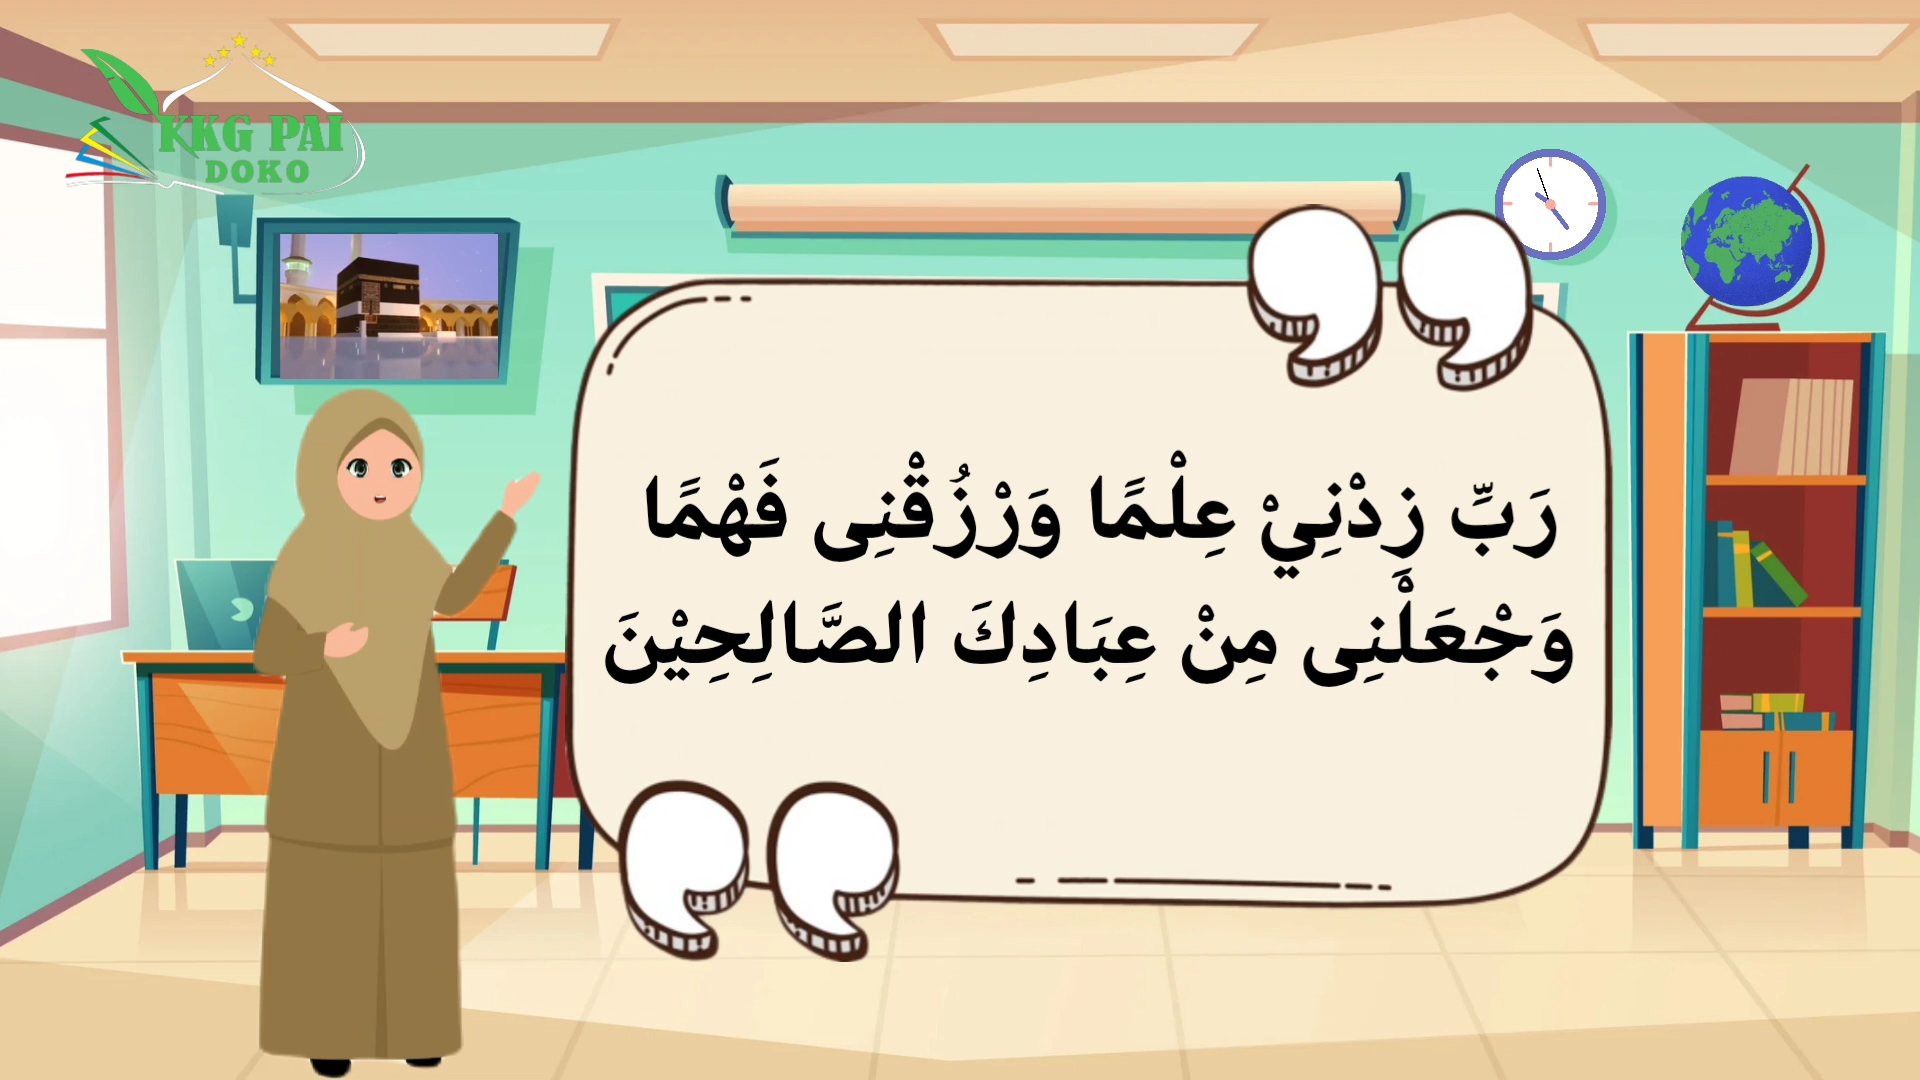 KKG PAI
DOKO
رَبِّ زِدْنِيْ عِلْمًا وَرْزُقْنِى فَهْمًا
وَجْعَلْنِى مِنْ عِبَادِكَ الصَّالِحِيْنَ